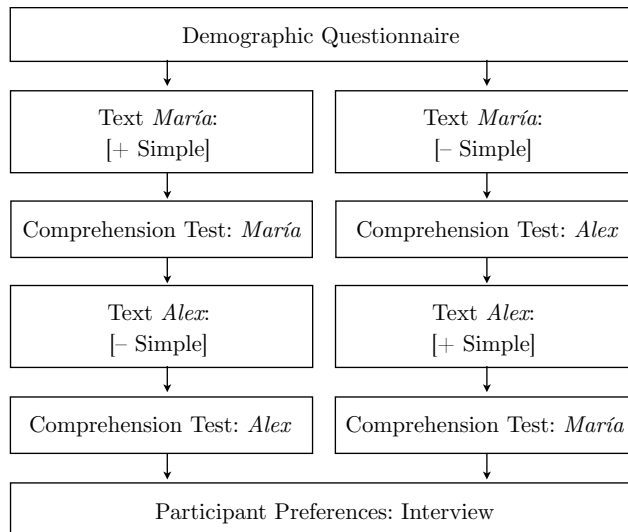 Demographic Questionnaire
Text María:
[+ Simple]
Text María:
[– Simple]
Comprehension Test: María
Comprehension Test: Alex
Text Alex:
[– Simple]
Text Alex:
[+ Simple]
Comprehension Test: Alex
Comprehension Test: María
Participant Preferences: Interview